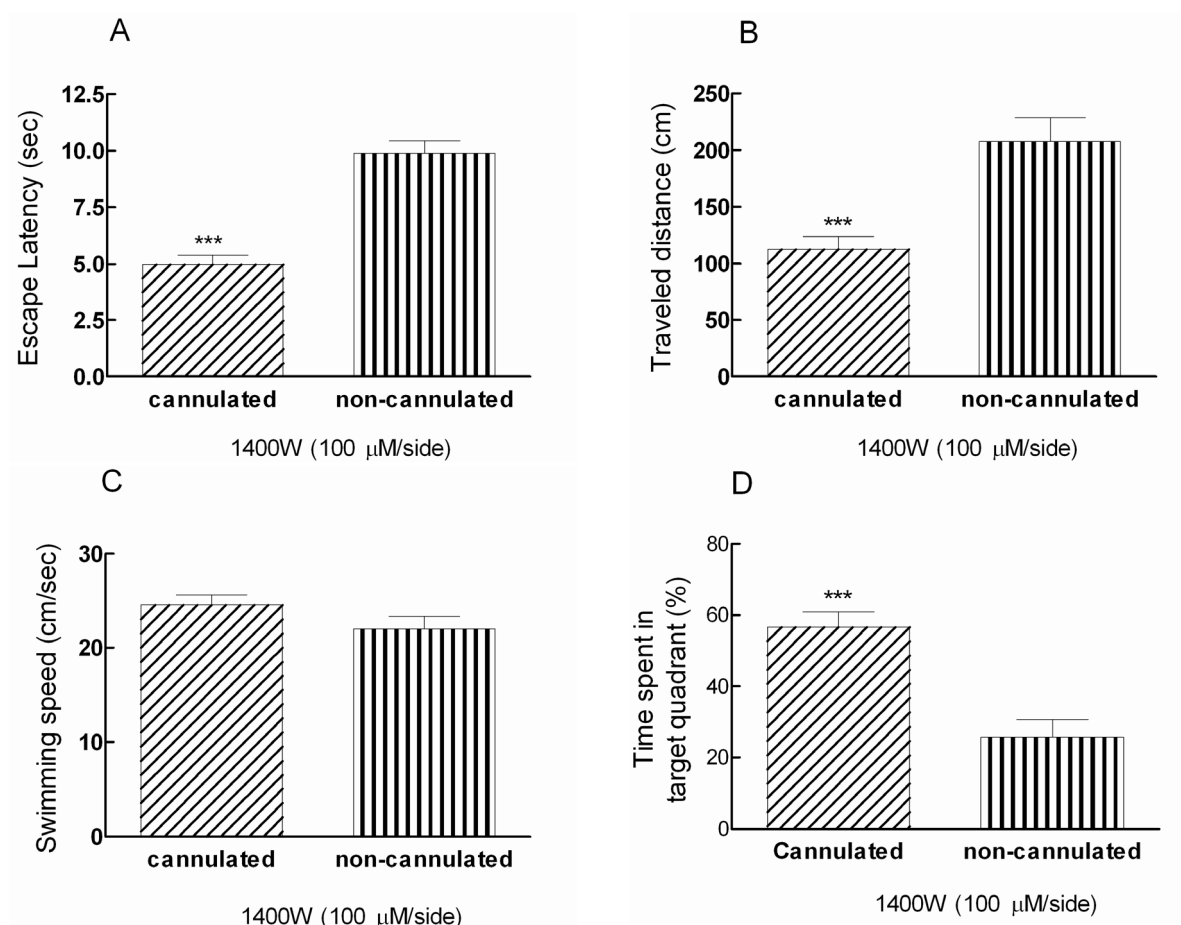 A
Escape Latency (sec)
12.5
10.0
7.5
5.0
2.5
0.0
***
cannulated non-cannulated
1400W (100 μM/side)
B
Traveled distance (cm)
250
200
150
100
50
0
***
cannulated non-cannulated
1400W (100 μM/side)
C
Swimming speed (cm/sec)
30
20
10
0
cannulated non-cannulated
1400W (100 μM/side)
D
Time spent in
target quadrant (%)
80
60
40
20
0
***
Cannulated non-cannulated
1400W (100 μM/side)